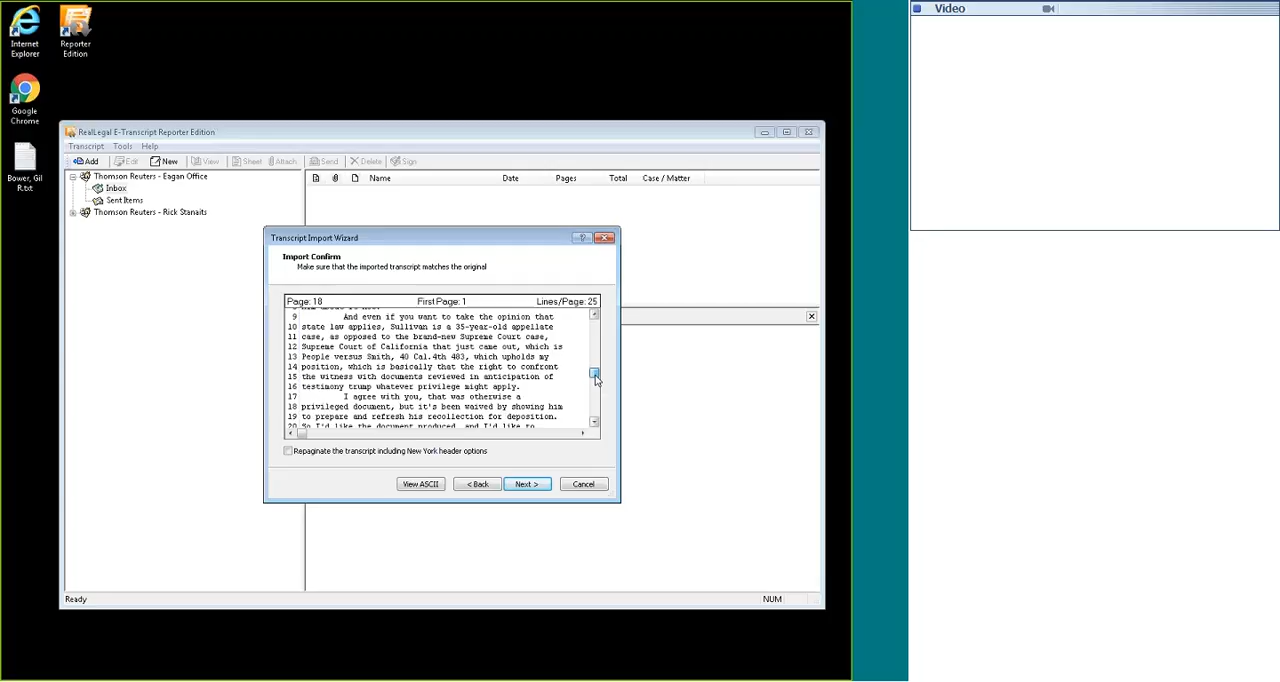 Internet
Explorer
Reporter
Edition
Google
Chrome
Bower, Gil
R.txt
Video
RealLegal E-Transcript Reporter Edition
Transcript Tools Help
Add Edit New View Sheet Attach Send Delete Sign
Thomson Reuters - Eagan Office
Inbox
Sent Items
Thomson Reuters - Rick Stanaits
Name Date Pages Total Case / Matter
Transcript Import Wizard
Import Confirm
Make sure that the imported transcript matches the original
Page: 18 First Page: 1 Lines/Page: 25
9 And even if you want to take the opinion that
10 state law applies, Sullivan is a 35-year-old appellate
11 case, as opposed to the brand-new Supreme Court case,
12 Supreme Court of California that just came out, which is
13 People versus Smith, 40 Cal.4th 483, which upholds my
14 position, which is basically that the right to confront
15 the witness with documents reviewed in anticipation of
16 testimony trump whatever privilege might apply.
17 I agree with you, that was otherwise a
18 privileged document, but it's been waived by showing him
19 to prepare and refresh his recollection for deposition.
20 So I'd like the document produced, and I'd like to
Repaginate the transcript including New York header options
View ASCII < Back Next > Cancel
Ready NUM